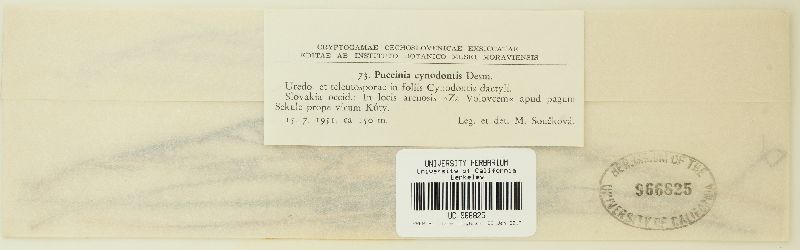 CRYPTOGAMAE CECHOSLOVENICAE EXSICCATAE
EDITAE AB INSTITUTO BOTANICO MUSEI MORAVIENSIS
73. Puccinia cynodontis Desm.
Uredo- et teleutosporae in foliis Cynodontis dactyli.
Slovakia occid.: In locis arenosis »Za Volovcem« apud pagum
Sekule prope vicum Kúty.
15. 7. 1951. ca 150 m.
Leg. et det. M. Součková.
UNIVERSITY HERBARIUM
University of California
Berkeley
UC 966825
HERBARIUM OF THE
966825
UNIVERSITY OF CALIFORNIA